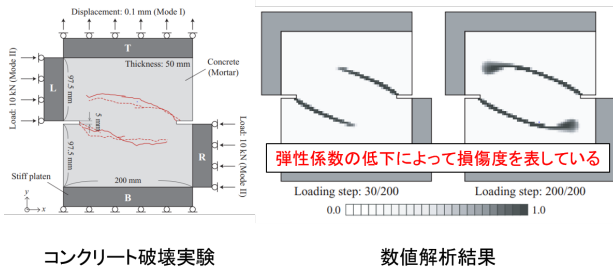 Displacement: 0.1 mm (Mode I)
T
Thickness: 50 mm
Concrete
(Mortar)
Load: 10 kN (Mode II)
L
97.5 mm
5 mm
97.5 mm
R
Load: 10 kN (Mode II)
200 mm
Stiff platen
B
y
x
コンクリート破壊実験
弾性係数の低下によって損傷度を表している
Loading step: 30/200
Loading step: 200/200
0.0
1.0
数値解析結果